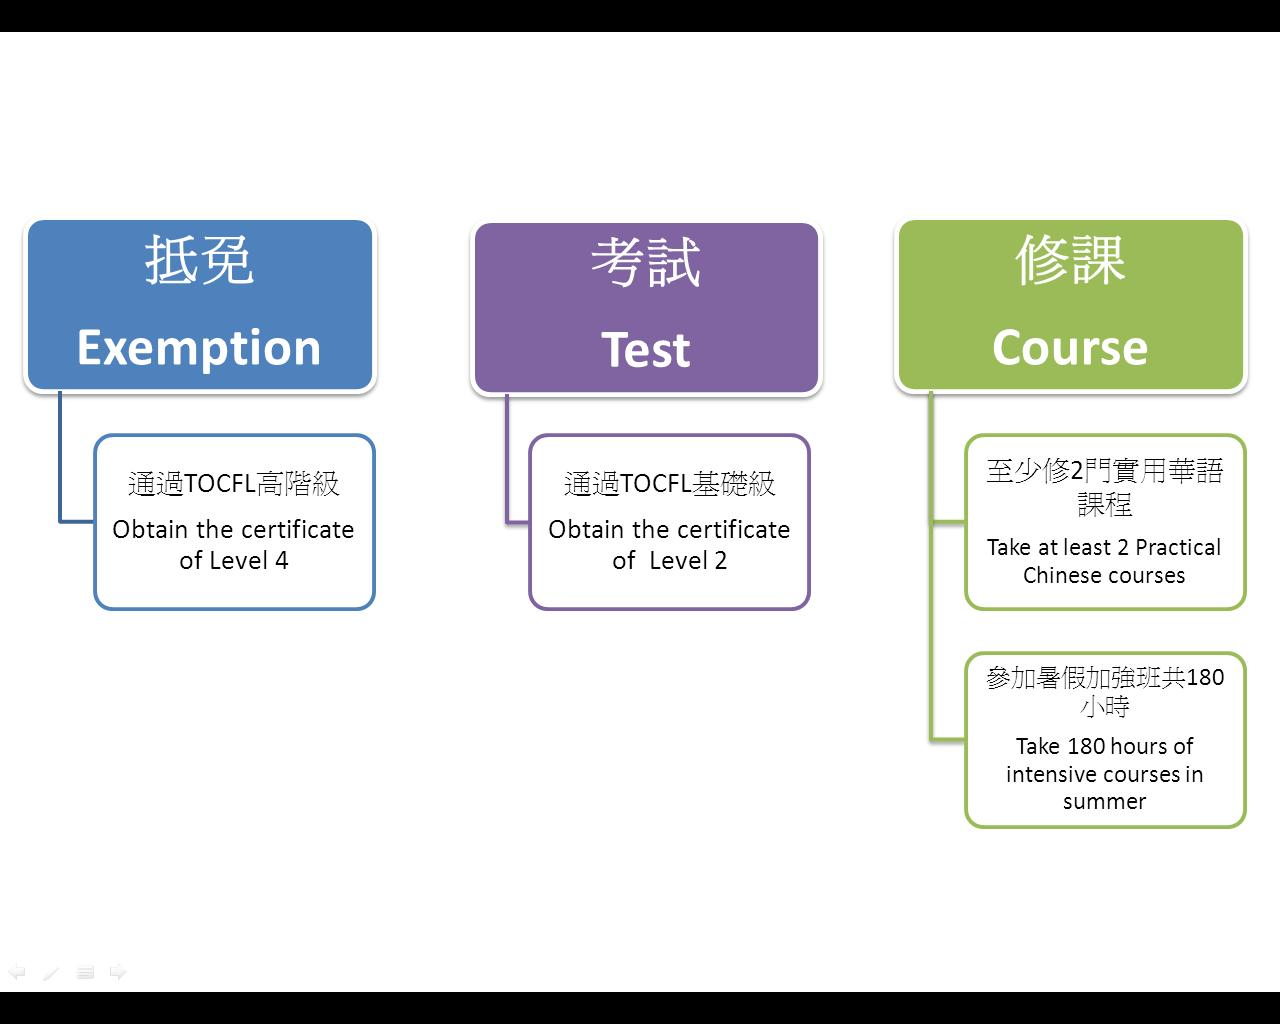 抵免
Exemption
通過TOCFL高階級
Obtain the certificate
of Level 4
考試
Test
通過TOCFL基礎級
Obtain the certificate
of Level 2
修課
Course
至少修2門實用華語
課程
Take at least 2 Practical
Chinese courses
參加暑假加強班共180
小時
Take 180 hours of
intensive courses in
summer